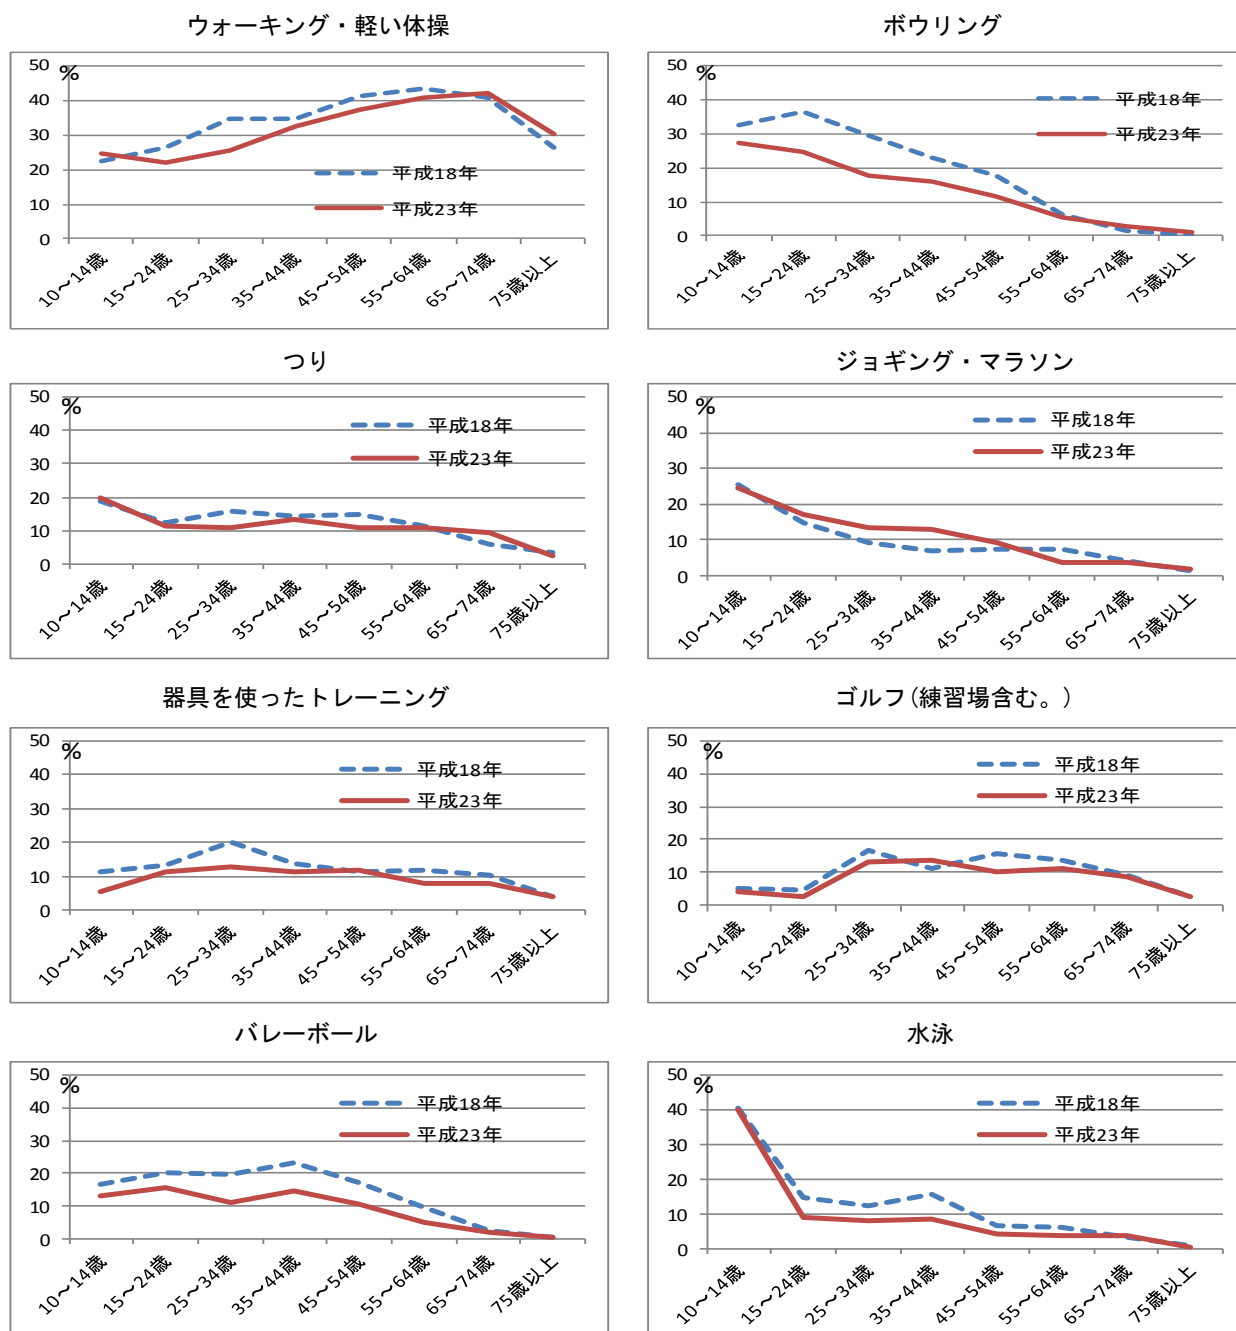 ウォーキング・軽い体操
%
50
40
30
20
10
0
平成18年
平成23年
10～14歳
15～24歳
25～34歳
35～44歳
45～54歳
55～64歳
65～74歳
75歳以上
ボウリング
%
50
40
30
20
10
0
平成18年
平成23年
10～14歳
15～24歳
25～34歳
35～44歳
45～54歳
55～64歳
65～74歳
75歳以上
つり
%
50
40
30
20
10
0
平成18年
平成23年
10～14歳
15～24歳
25～34歳
35～44歳
45～54歳
55～64歳
65～74歳
75歳以上
ジョギング・マラソン
%
50
40
30
20
10
0
平成18年
平成23年
10～14歳
15～24歳
25～34歳
35～44歳
45～54歳
55～64歳
65～74歳
75歳以上
器具を使ったトレーニング
%
50
40
30
20
10
0
平成18年
平成23年
10～14歳
15～24歳
25～34歳
35～44歳
45～54歳
55～64歳
65～74歳
75歳以上
ゴルフ(練習場含む。)
%
50
40
30
20
10
0
平成18年
平成23年
10～14歳
15～24歳
25～34歳
35～44歳
45～54歳
55～64歳
65～74歳
75歳以上
バレーボール
%
50
40
30
20
10
0
平成18年
平成23年
10～14歳
15～24歳
25～34歳
35～44歳
45～54歳
55～64歳
65～74歳
75歳以上
水泳
%
50
40
30
20
10
0
平成18年
平成23年
10～14歳
15～24歳
25～34歳
35～44歳
45～54歳
55～64歳
65～74歳
75歳以上